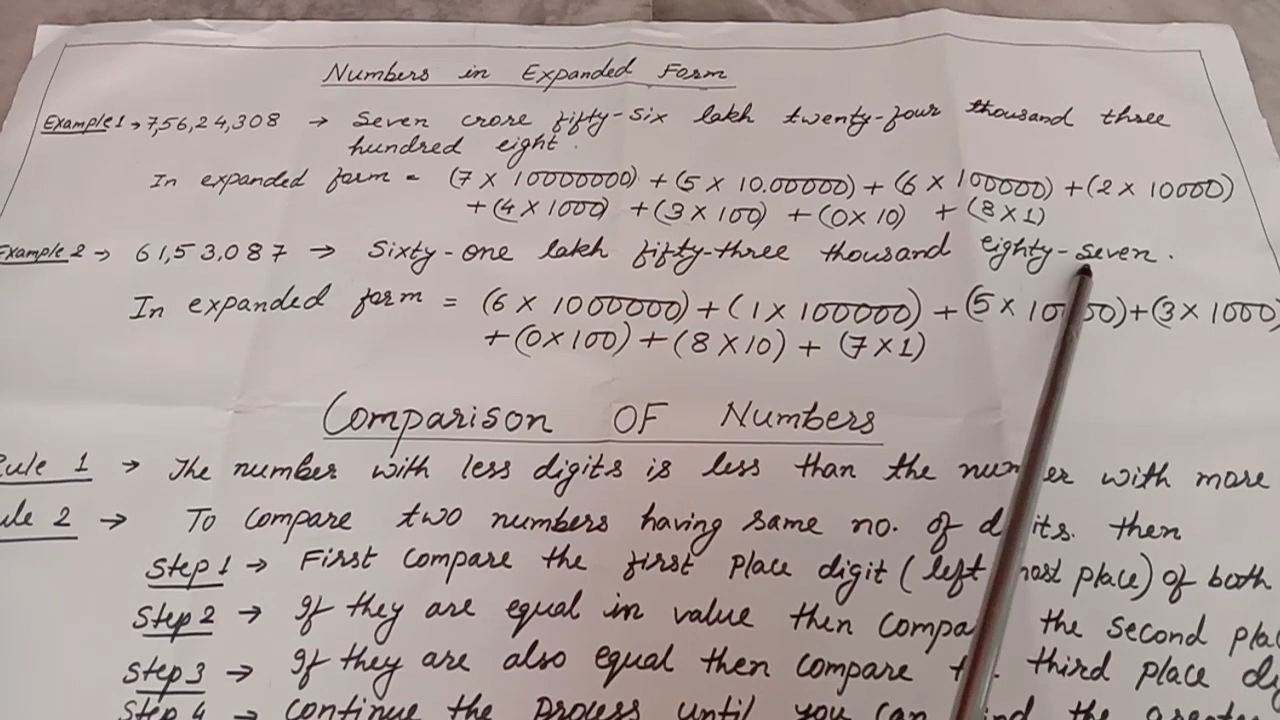 Numbers in Expanded Form
Example 1 → 7,56,24,308 → Seven crore fifty-six lakh twenty-four thousand three
hundred eight.
In expanded form = (7 X 10000000) + (5 X 10.00000) + (6 X 100000) + (2 X 10000)
+ (4 X 1000) + (3 X 100) + (0 X 10) + (8 X 1)
Example 2 → 61,53,087 → Sixty-one lakh fifty-three thousand eighty-seven.
In expanded form = (6 X 1000000) + (1 X 100000) + (5 X 10 00) + (3 X 1000)
+ (0 X 100) + (8 X 10) + (7 X 1)
Comparison OF Numbers
Rule 1 → The number with less digits is less than the number with more
Rule 2 → To compare two numbers having same no. of digits. then
Step 1 → First compare the first place digit (left most place) of both
Step 2 → If they are equal in value then compa the second pla
Step 3 → If they are also equal then compare third place di
Step 4 → Continue the process until you can find the